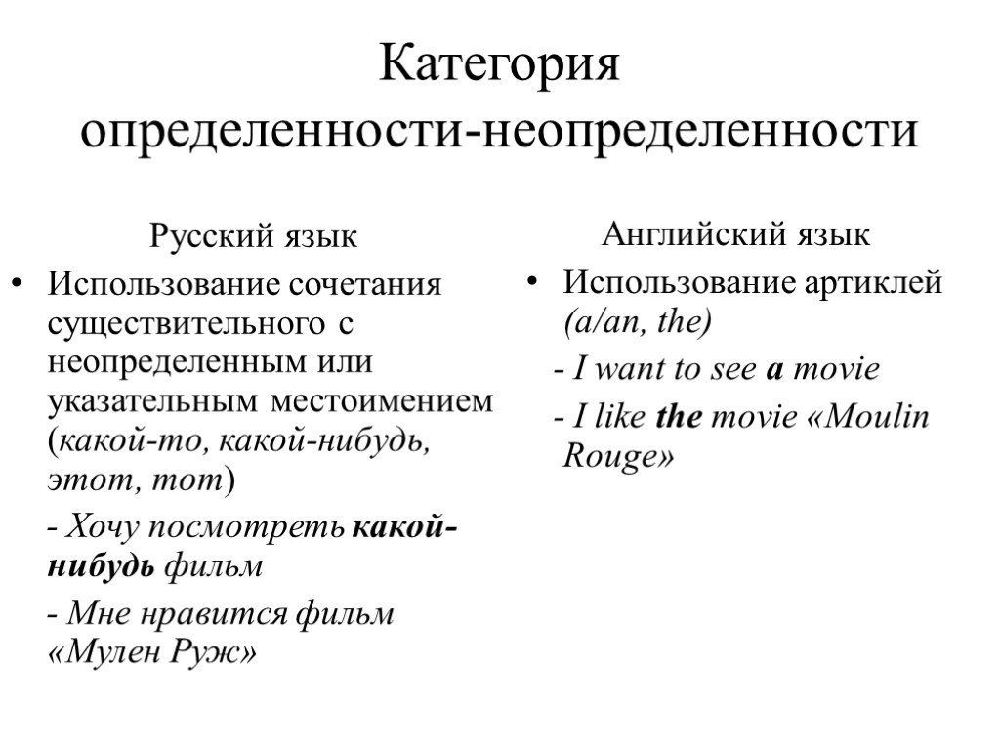 Категория
определенности-неопределенности
Русский язык
• Использование сочетания
существительного с
неопределенным или
указательным местоимением
(какой-то, какой-нибудь,
этот, тот)
- Хочу посмотреть какой-
нибудь фильм
- Мне нравится фильм
«Мулен Руж»
Английский язык
• Использование артиклей
(a/an, the)
- I want to see a movie
- I like the movie «Moulin
Rouge»